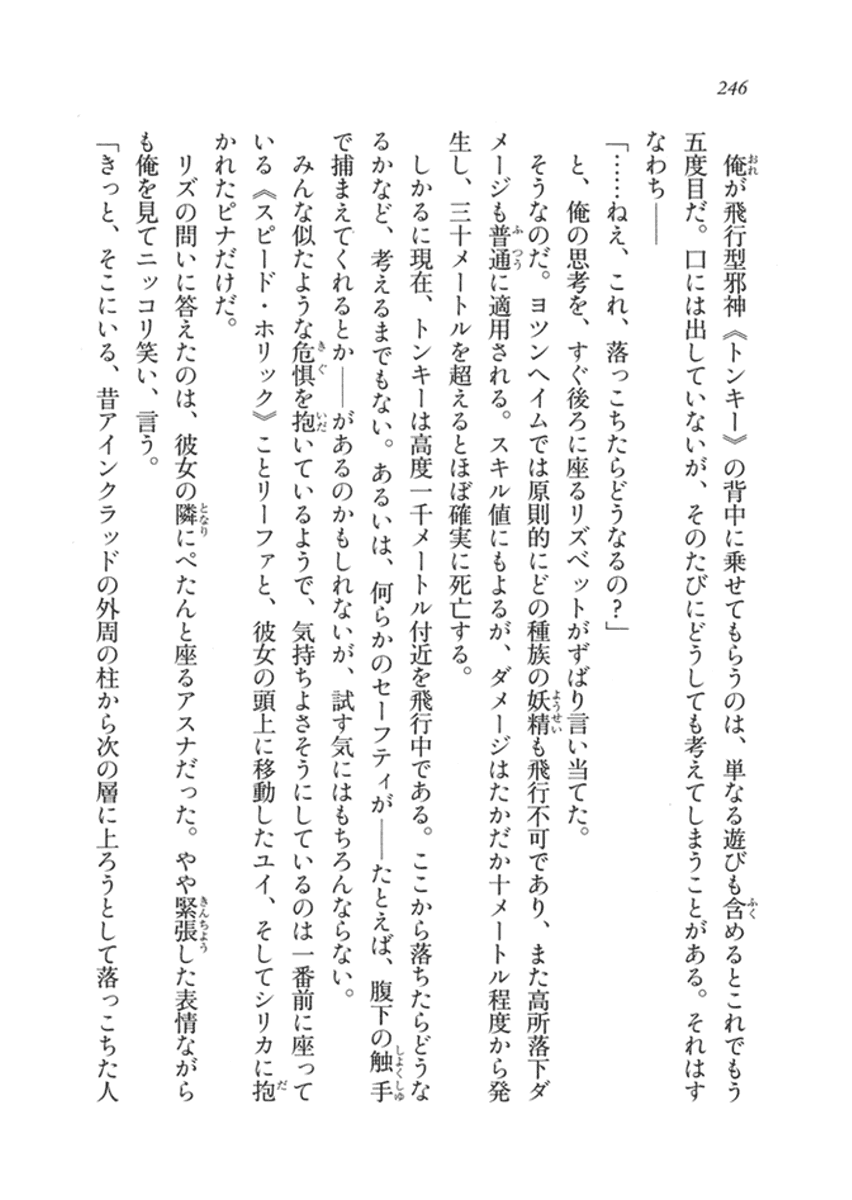 246
俺が飛行型邪神《トンキー》の背中に乗せてもらうのは、単なる遊びも含めるとこれでもう
五度目だ。口には出していないが、そのたびにどうしても考えてしまうことがある。それはす
なわち――
「……ねえ、これ、落っこちたらどうなるの？」
と、俺の思考を、すぐ後ろに座るリズベットがずばり言い当てた。
そうなのだ。ヨツンヘイムでは原則的にどの種族の妖精も飛行不可であり、また高所落下ダ
メージも普通に適用される。スキル値にもよるが、ダメージはたかだか十メートル程度から発
生し、三十メートルを超えるとほぼ確実に死亡する。
しかるに現在、トンキーは高度一千メートル付近を飛行中である。ここから落ちたらどうな
るかなど、考えるまでもない。あるいは、何らかのセーフティが――たとえば、腹下の触手
で捕まえてくれるとか――があるのかもしれないが、試す気にはもちろんならない。
みんな似たような危惧を抱いているようで、気持ちよさそうにしているのは一番前に座って
いる《スピード・ホリック》ことリーファと、彼女の頭上に移動したユイ、そしてシリカに抱
かれたピナだけだ。
リズの問いに答えたのは、彼女の隣にぺたんと座るアスナだった。やや緊張した表情ながら
も俺を見てニッコリ笑い、言う。
「きっと、そこにいる、昔アインクラッドの外周の柱から次の層に上ろうとして落っこちた人